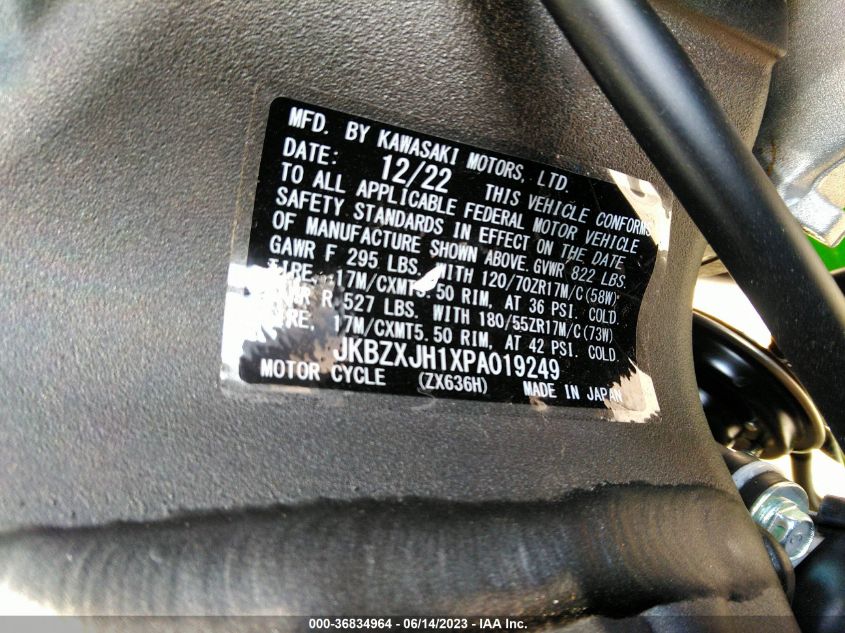 MFD. BY KAWASAKI MOTORS, LTD.
DATE: 12/22 THIS VEHICLE CONFORMS
TO ALL APPLICABLE FEDERAL MOTOR VEHICLE
SAFETY STANDARDS IN EFFECT ON THE DATE
OF MANUFACTURE SHOWN ABOVE. GVWR 822 LBS.
GAWR F 295 LBS. WITH 120/70ZR17M/C(58W)
TIRE, 17M/CXMT3.50 RIM, AT 36 PSI. COLD.
R 527 LBS. WITH 180/55ZR17M/C(73W)
17M/CXMT5.50 RIM, AT 42 PSI. COLD.
JKBZXJH1XPA019249
MOTOR CYCLE (ZX636H) MADE IN JAPAN
000-36834964 - 06/14/2023 - IAA Inc.